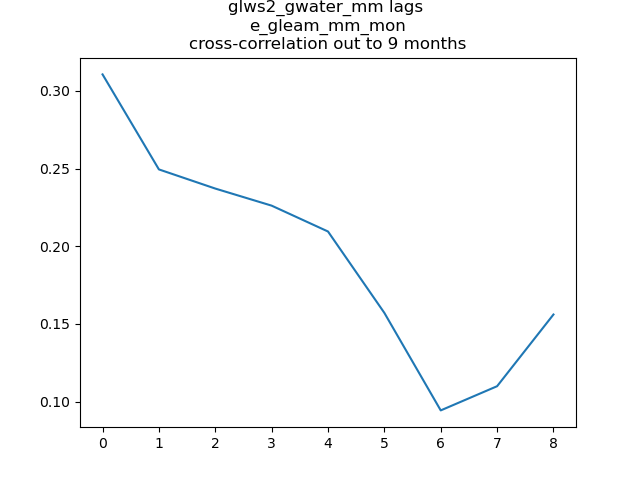 glws2_gwater_mm lags
e_gleam_mm_mon
cross-correlation out to 9 months
0.30
0.25
0.20
0.15
0.10
0 1 2 3 4 5 6 7 8